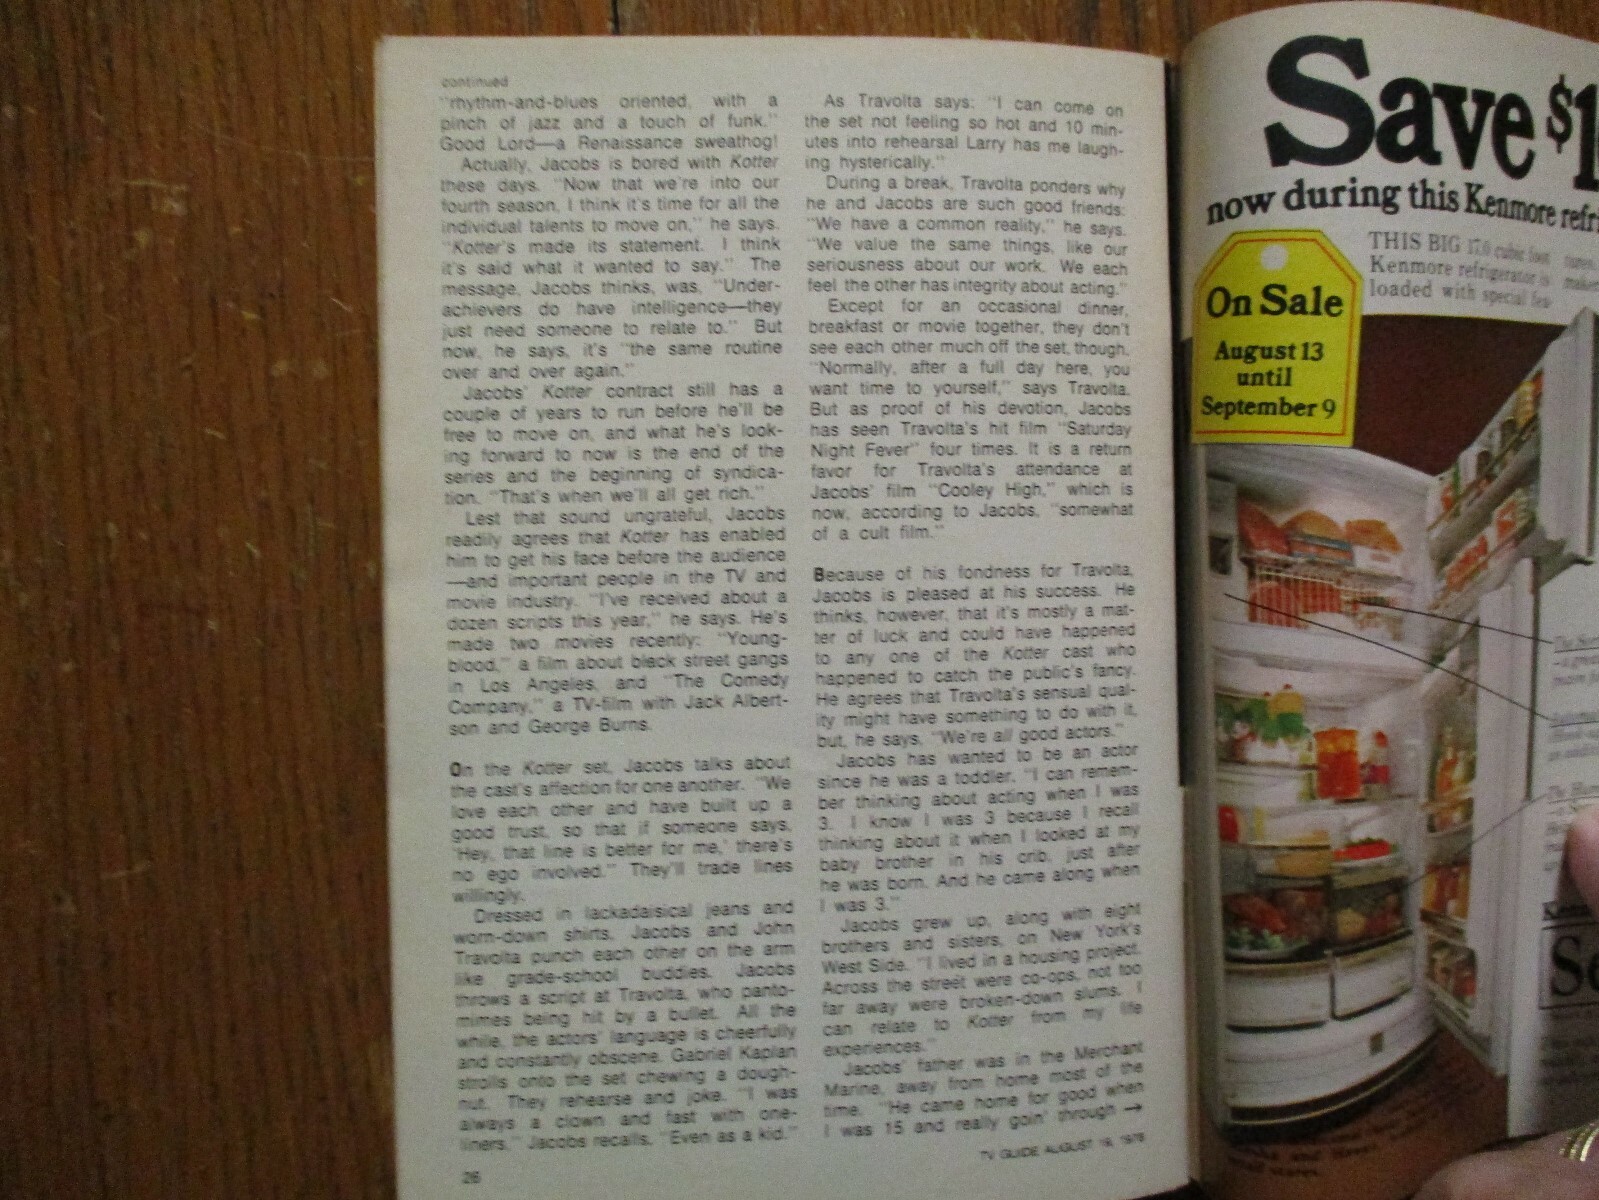 continued
"rhythm-and-blues oriented, with a
pinch of jazz and a touch of funk."
Good Lord—a Renaissance sweathog!
Actually, Jacobs is bored with Kotter
these days. "Now that we're into our
fourth season, I think it's time for all the
individual talents to move on," he says.
"Kotter's made its statement. I think
it's said what it wanted to say." The
message, Jacobs thinks, was, "Under-
achievers do have intelligence—they
just need someone to relate to." But
now, he says, it's "the same routine
over and over again."
Jacobs' Kotter contract still has a
couple of years to run before he'll be
free to move on, and what he's look-
ing forward to now is the end of the
series and the beginning of syndica-
tion. "That's when we'll all get rich."
Lest that sound ungrateful, Jacobs
readily agrees that Kotter has enabled
him to get his face before the audience
—and important people in the TV and
movie industry. "I've received about a
dozen scripts this year," he says. He's
made two movies recently: "Young-
blood," a film about black street gangs
in Los Angeles, and "The Comedy
Company," a TV-film with Jack Albert-
son and George Burns.
On the Kotter set, Jacobs talks about
the cast's affection for one another. "We
love each other and have built up a
good trust, so that if someone says,
'Hey, that line is better for me,' there's
no ego involved." They'll trade lines
willingly.
Dressed in lackadaisical jeans and
worn-down shirts, Jacobs and John
Travolta punch each other on the arm
like grade-school buddies. Jacobs
throws a script at Travolta, who panto-
mimes being hit by a bullet. All the
while, the actors' language is cheerfully
and constantly obscene. Gabriel Kaplan
strolls onto the set chewing a dough-
nut. They rehearse and joke. "I was
always a clown and fast with one-
liners," Jacobs recalls. "Even as a kid."
26
As Travolta says: "I can come on
the set not feeling so hot and 10 min-
utes into rehearsal Larry has me laugh-
ing hysterically."
During a break, Travolta ponders why
he and Jacobs are such good friends:
"We have a common reality," he says.
"We value the same things, like our
seriousness about our work. We each
feel the other has integrity about acting."
Except for an occasional dinner,
breakfast or movie together, they don't
see each other much off the set, though.
"Normally, after a full day here, you
want time to yourself," says Travolta.
But as proof of his devotion, Jacobs
has seen Travolta's hit film "Saturday
Night Fever" four times. It is a return
favor for Travolta's attendance at
Jacobs' film "Cooley High," which is
now, according to Jacobs, "somewhat
of a cult film."
Because of his fondness for Travolta,
Jacobs is pleased at his success. He
thinks, however, that it's mostly a mat-
ter of luck and could have happened
to any one of the Kotter cast who
happened to catch the public's fancy.
He agrees that Travolta's sensual qual-
ity might have something to do with it,
but, he says, "We're all good actors."
Jacobs has wanted to be an actor
since he was a toddler. "I can remem-
ber thinking about acting when I was
3. I know I was 3 because I recall
thinking about it when I looked at my
baby brother in his crib, just after
he was born. And he came along when
I was 3."
Jacobs grew up, along with eight
brothers and sisters, on New York's
West Side. "I lived in a housing project.
Across the street were co-ops, not too
far away were broken-down slums. I
can relate to Kotter from my life
experiences."
Jacobs' father was in the Merchant
Marine, away from home most of the
time. "He came home for good when
I was 15 and really goin' through →
TV GUIDE AUGUST 19, 1978
Save $1
now during this Kenmore refri
THIS BIG 17.0 cubic foot
Kenmore refrigerator is
loaded with special fea-
On Sale
August 13
until
September 9
Se